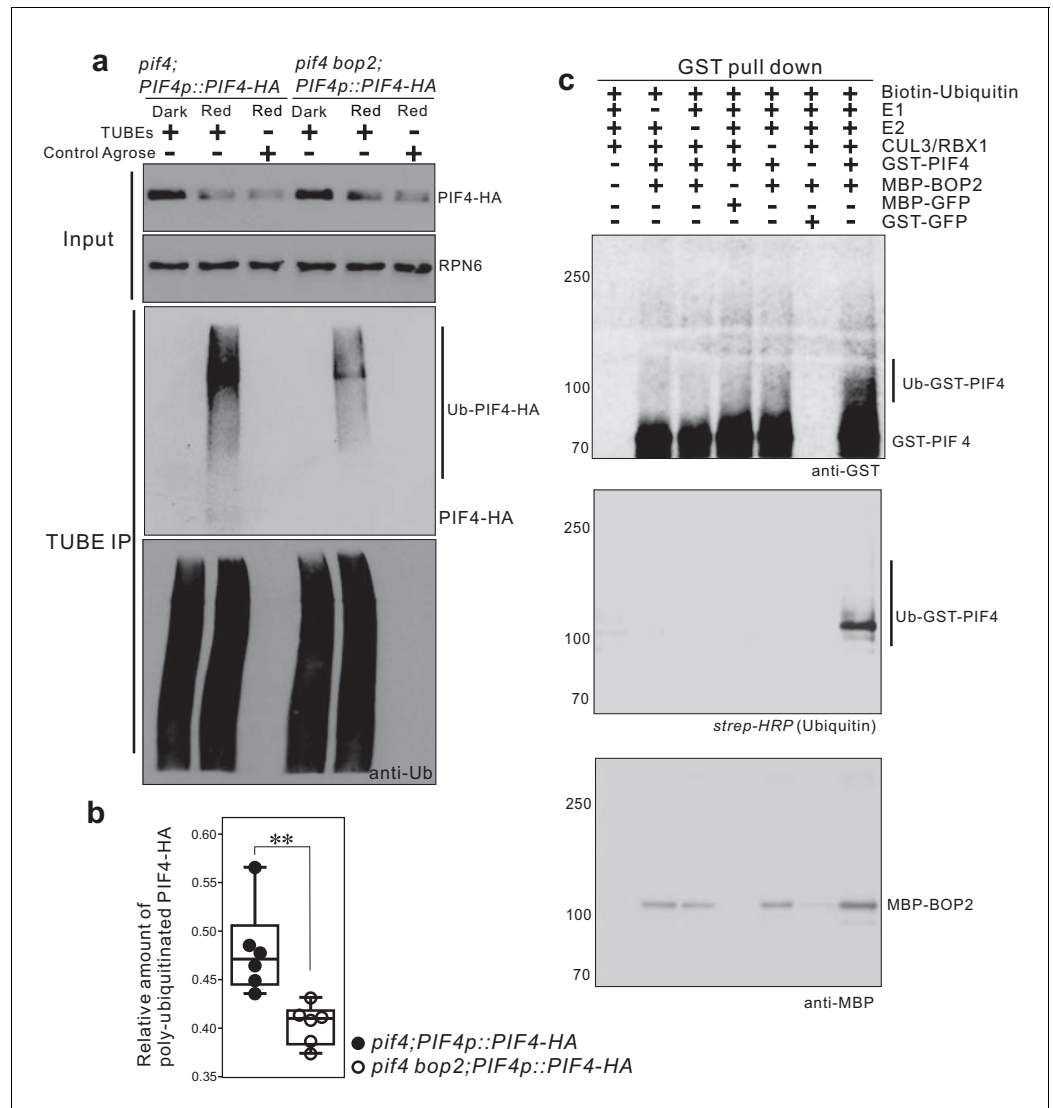 a
pif4;
PIF4p::PIF4-HA
pif4 bop2;
PIF4p::PIF4-HA
Dark Red Red Dark Red Red
TUBEs + + - + + -
Control Agrose - - + - - +
Input
PIF4-HA
RPN6
TUBE IP
Ub-PIF4-HA
PIF4-HA
anti-Ub
b
Relative amount of
poly-ubiquitinated PIF4-HA
0.60
0.55
0.50
0.45
0.40
0.35
**
pif4;PIF4p::PIF4-HA
pif4 bop2;PIF4p::PIF4-HA
c
GST pull down
+ + + + + + + Biotin-Ubiquitin
+ + - + + + + E1
+ + + + + + + E2
+ + + + - + + CUL3/RBX1
- + + + + - + GST-PIF4
- + + - + + + MBP-BOP2
- - - + - - - MBP-GFP
- - - - - + - GST-GFP
250
100
70
Ub-GST-PIF4
GST-PIF 4
anti-GST
250
100
70
Ub-GST-PIF4
strep-HRP (Ubiquitin)
250
100
70
MBP-BOP2
anti-MBP